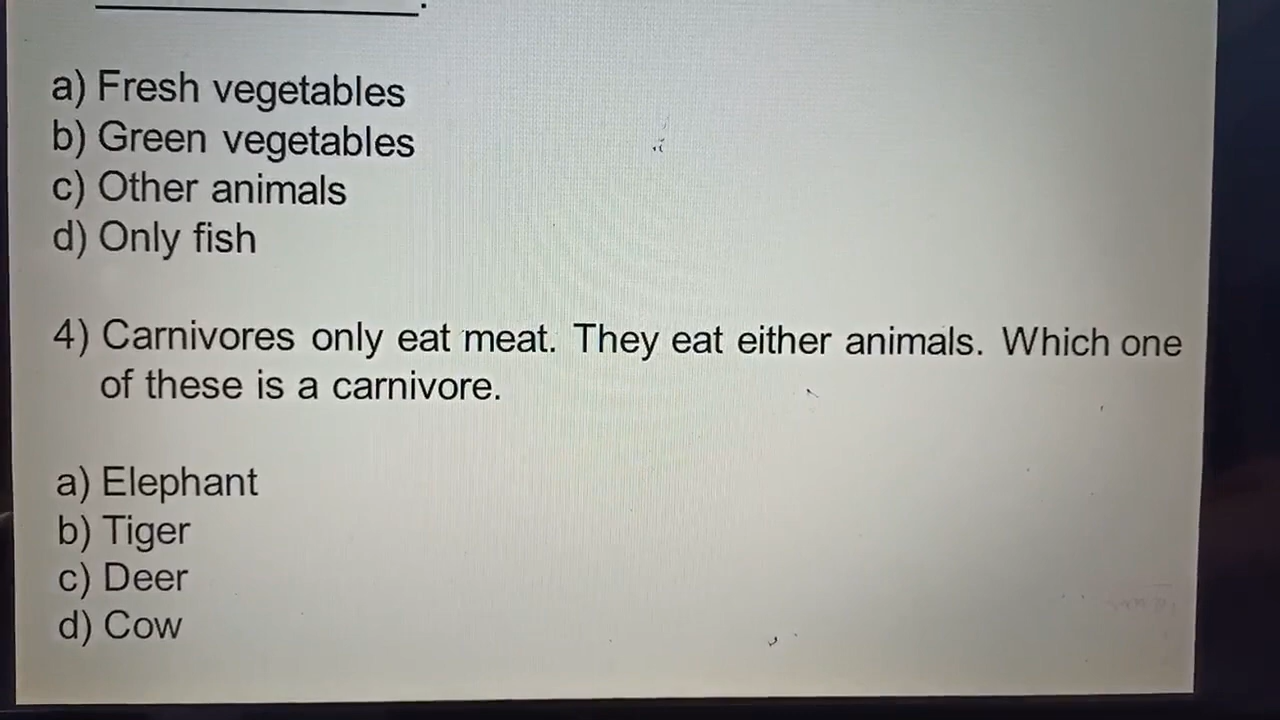 ____________.
a) Fresh vegetables
b) Green vegetables
c) Other animals
d) Only fish
4) Carnivores only eat meat. They eat either animals. Which one
of these is a carnivore.
a) Elephant
b) Tiger
c) Deer
d) Cow